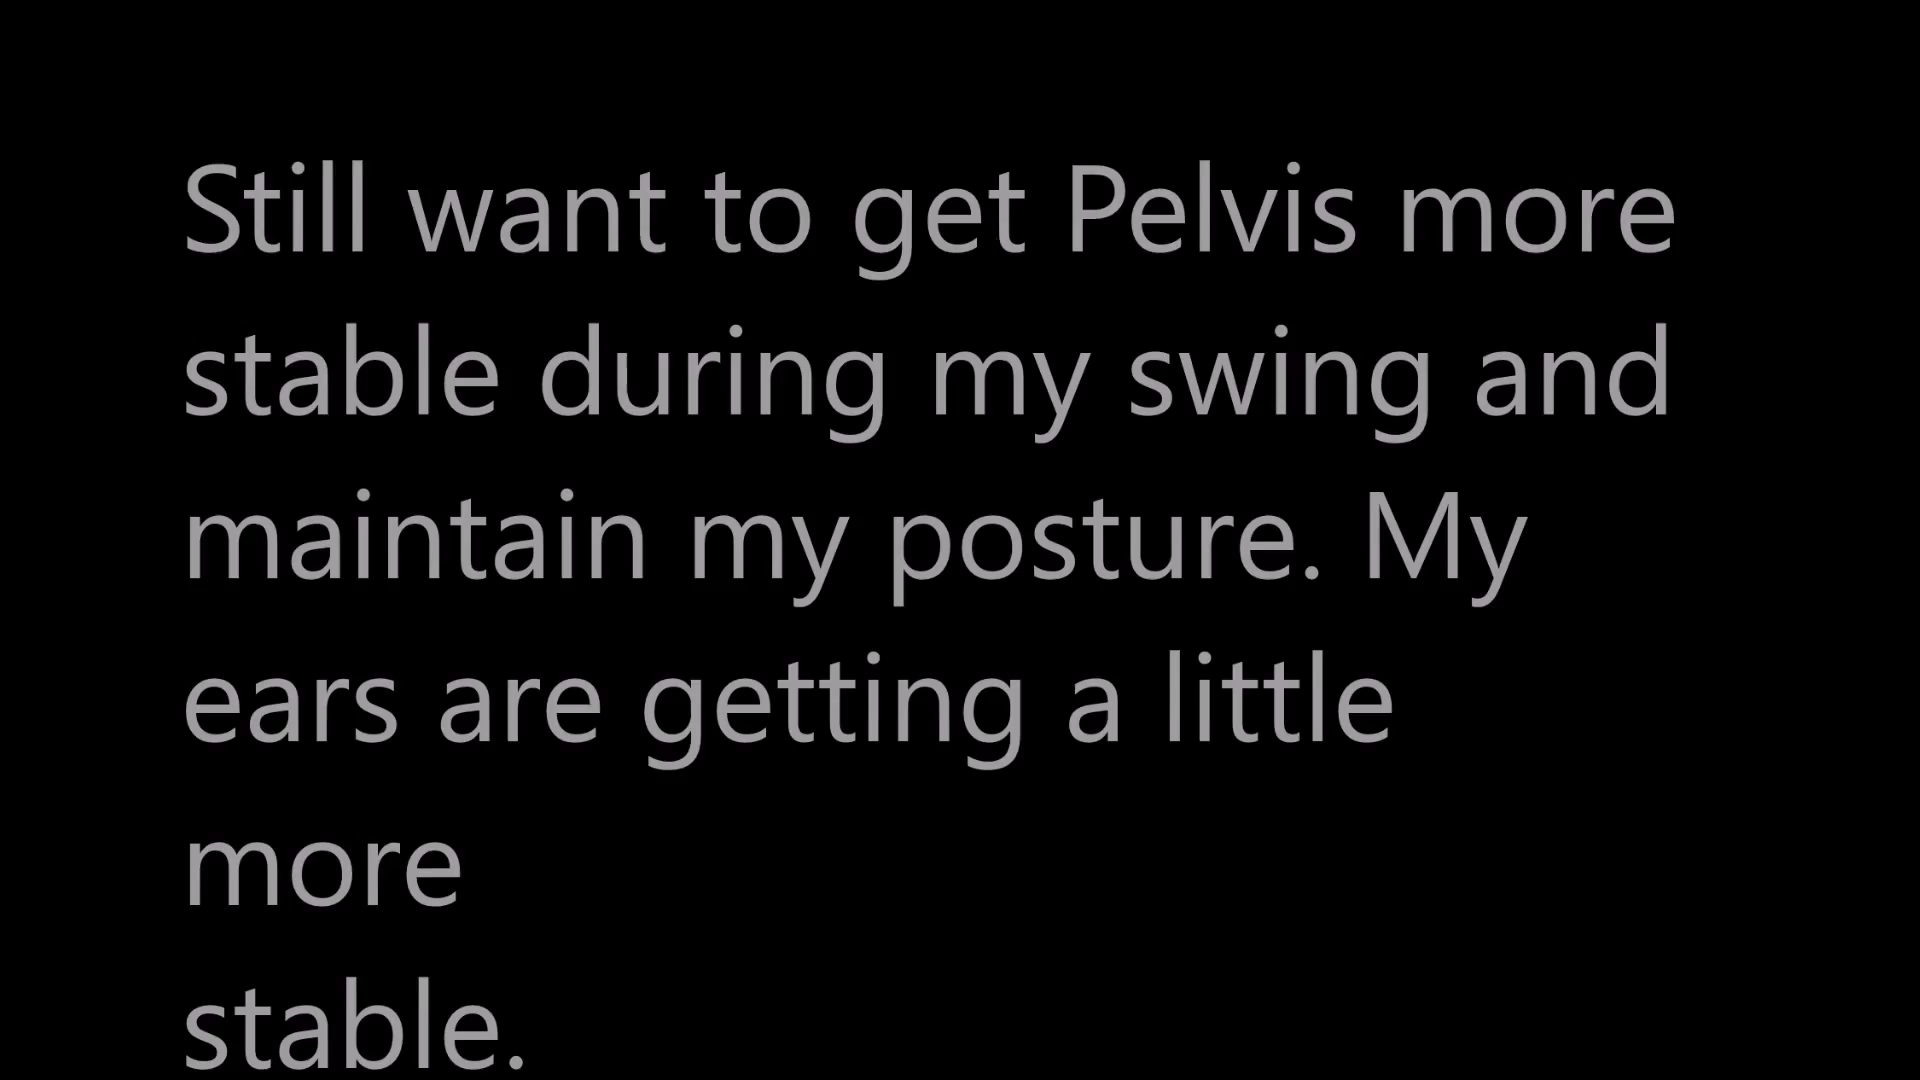 Still want to get Pelvis more
stable during my swing and
maintain my posture. My
ears are getting a little
more
stable.